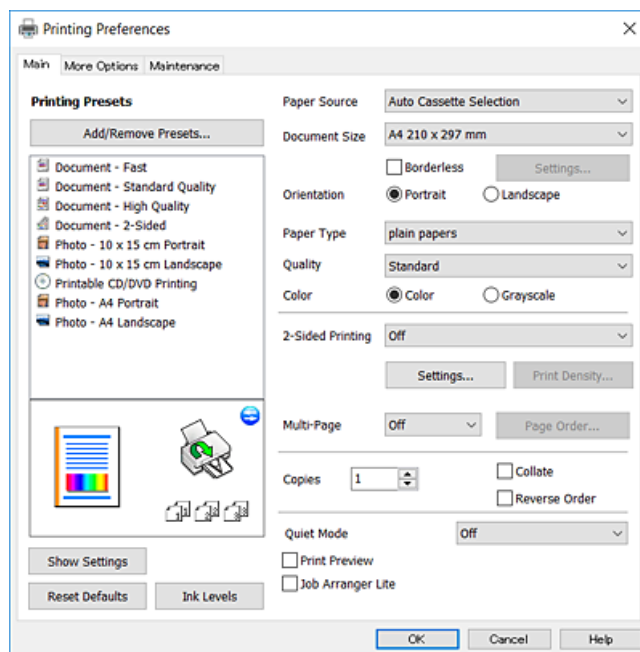 Printing Preferences
Main More Options Maintenance
Printing Presets
Add/Remove Presets...
Document - Fast
Document - Standard Quality
Document - High Quality
Document - 2-Sided
Photo - 10 x 15 cm Portrait
Photo - 10 x 15 cm Landscape
Printable CD/DVD Printing
Photo - A4 Portrait
Photo - A4 Landscape
Show Settings
Reset Defaults Ink Levels
Paper Source Auto Cassette Selection
Document Size A4 210 x 297 mm
Borderless Settings...
Orientation Portrait Landscape
Paper Type plain papers
Quality Standard
Color Color Grayscale
2-Sided Printing Off
Settings... Print Density...
Multi-Page Off Page Order...
Copies 1 Collate
Reverse Order
Quiet Mode Off
Print Preview
Job Arranger Lite
OK Cancel Help